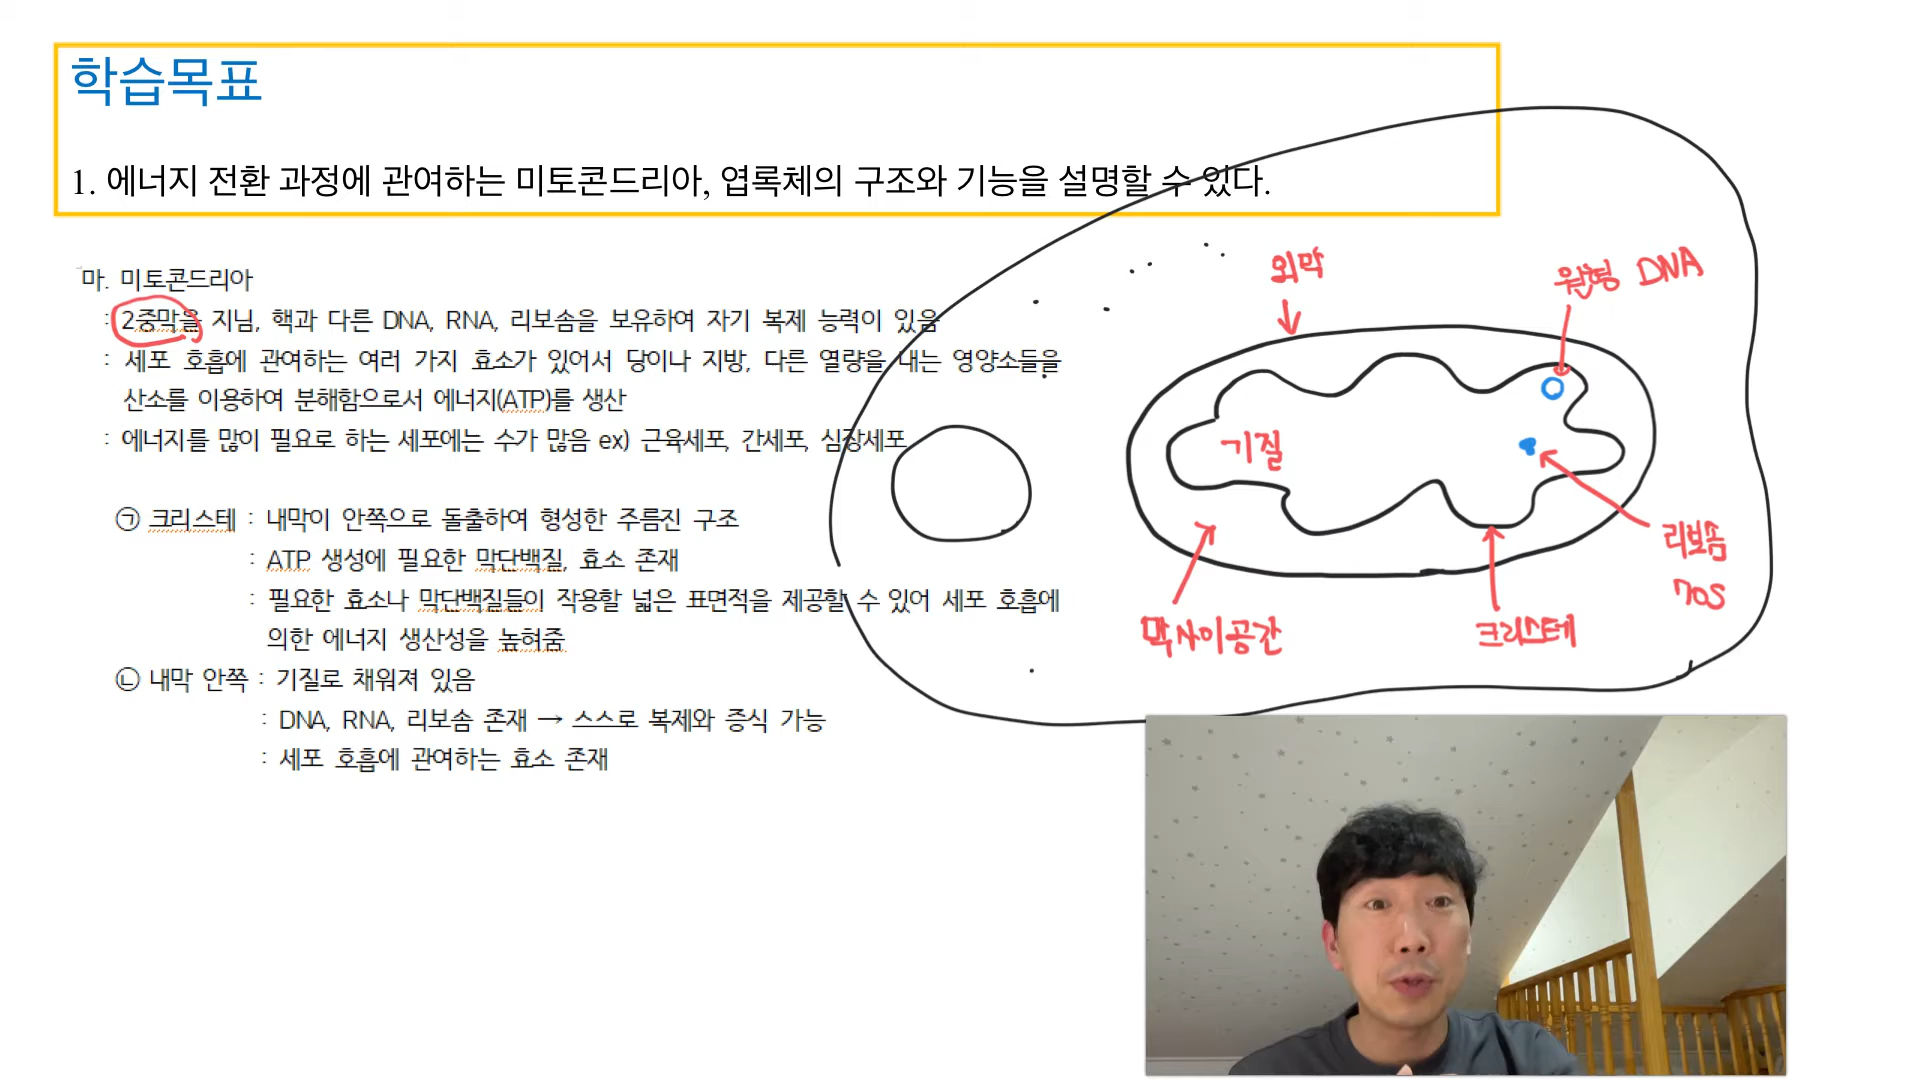 학습목표
1. 에너지 전환 과정에 관여하는 미토콘드리아, 엽록체의 구조와 기능을 설명할 수 있다.
마. 미토콘드리아
: 2중막을 지님, 핵과 다른 DNA, RNA, 리보솜을 보유하여 자기 복제 능력이 있음
: 세포 호흡에 관여하는 여러 가지 효소가 있어서 당이나 지방, 다른 열량을 내는 영양소들을
산소를 이용하여 분해함으로서 에너지(ATP)를 생산
: 에너지를 많이 필요로 하는 세포에는 수가 많음 ex) 근육세포, 간세포, 심장세포
㉠ 크리스테 : 내막이 안쪽으로 돌출하여 형성한 주름진 구조
: ATP 생성에 필요한 막단백질, 효소 존재
: 필요한 효소나 막단백질들이 작용할 넓은 표면적을 제공할 수 있어 세포 호흡에
의한 에너지 생산성을 높혀줌
㉡ 내막 안쪽 : 기질로 채워져 있음
: DNA, RNA, 리보솜 존재 → 스스로 복제와 증식 가능
: 세포 호흡에 관여하는 효소 존재
외막
원형 DNA
기질
리보솜
70S
막사이공간
크리스테